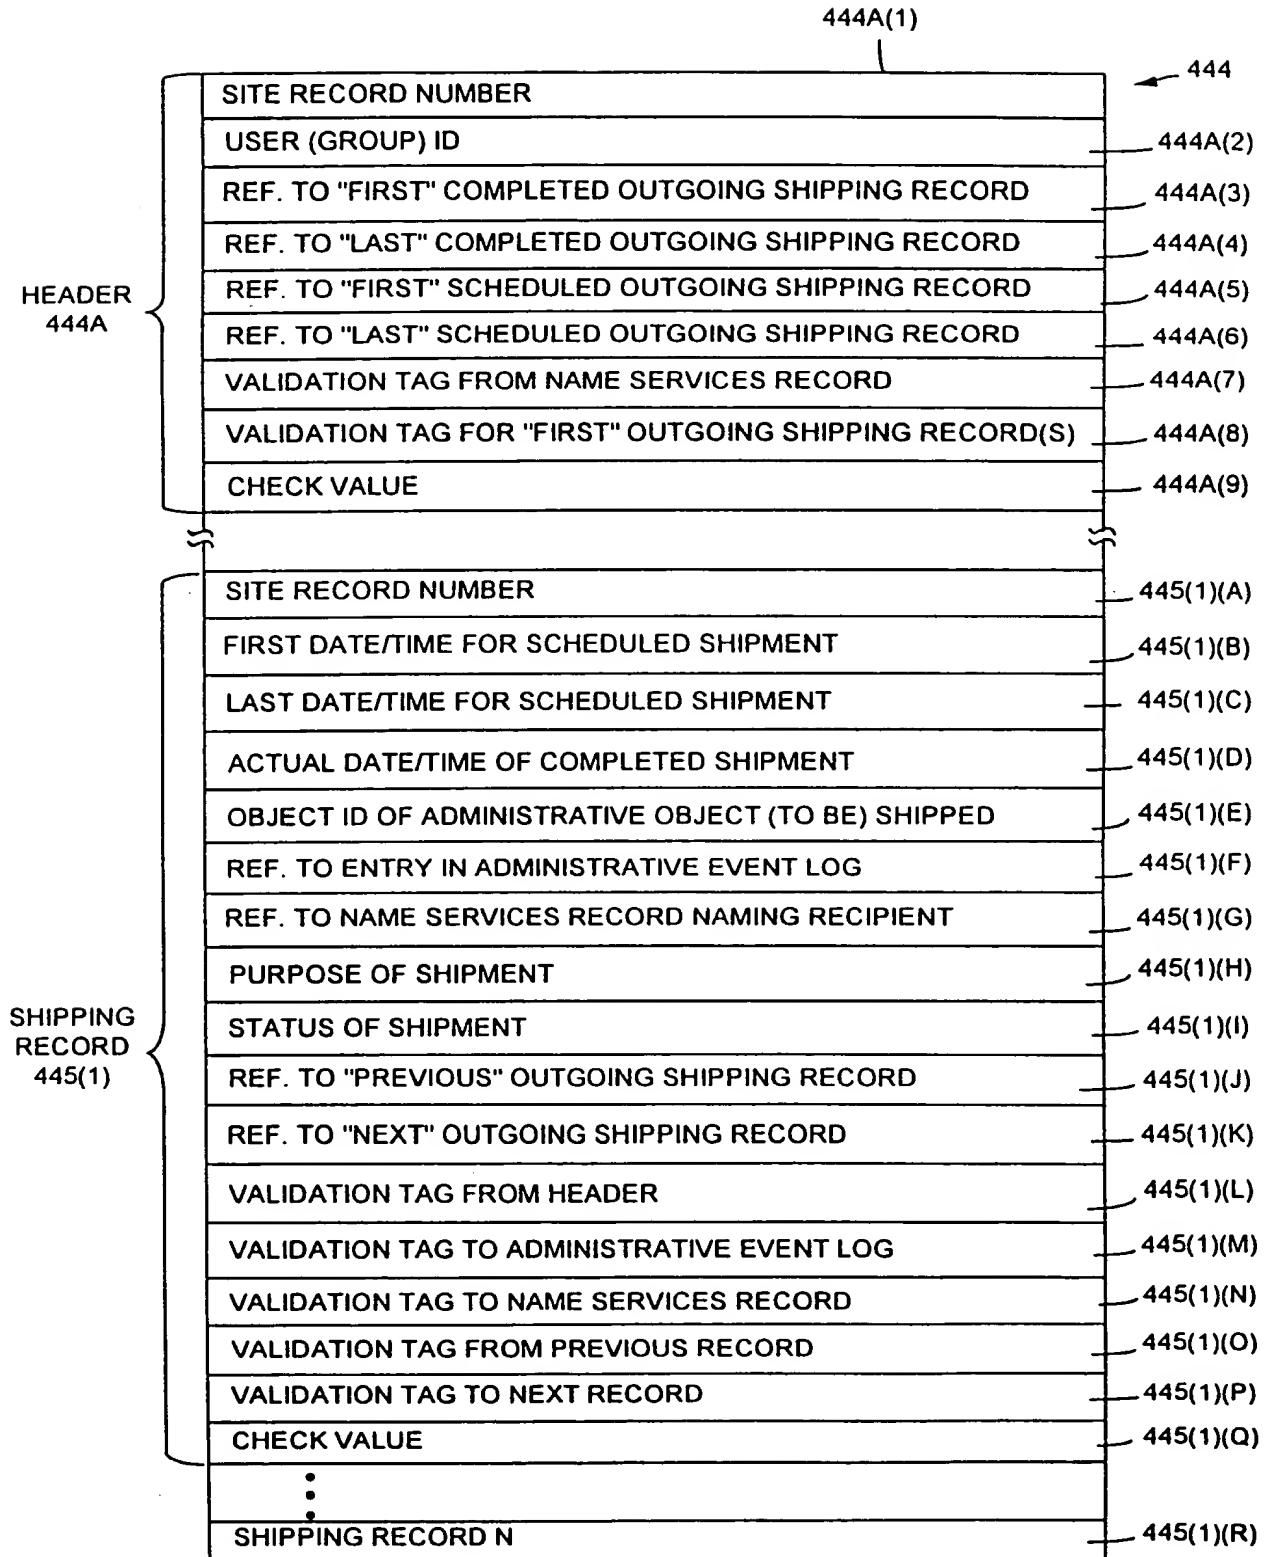 444A(1)
444
SITE RECORD NUMBER
USER (GROUP) ID 444A(2)
REF. TO "FIRST" COMPLETED OUTGOING SHIPPING RECORD 444A(3)
REF. TO "LAST" COMPLETED OUTGOING SHIPPING RECORD 444A(4)
REF. TO "FIRST" SCHEDULED OUTGOING SHIPPING RECORD 444A(5)
HEADER
444A
REF. TO "LAST" SCHEDULED OUTGOING SHIPPING RECORD 444A(6)
VALIDATION TAG FROM NAME SERVICES RECORD 444A(7)
VALIDATION TAG FOR "FIRST" OUTGOING SHIPPING RECORD(S) 444A(8)
CHECK VALUE 444A(9)
SITE RECORD NUMBER 445(1)(A)
FIRST DATE/TIME FOR SCHEDULED SHIPMENT 445(1)(B)
LAST DATE/TIME FOR SCHEDULED SHIPMENT 445(1)(C)
ACTUAL DATE/TIME OF COMPLETED SHIPMENT 445(1)(D)
OBJECT ID OF ADMINISTRATIVE OBJECT (TO BE) SHIPPED 445(1)(E)
REF. TO ENTRY IN ADMINISTRATIVE EVENT LOG 445(1)(F)
REF. TO NAME SERVICES RECORD NAMING RECIPIENT 445(1)(G)
PURPOSE OF SHIPMENT 445(1)(H)
SHIPPING
RECORD
445(1)
STATUS OF SHIPMENT 445(1)(I)
REF. TO "PREVIOUS" OUTGOING SHIPPING RECORD 445(1)(J)
REF. TO "NEXT" OUTGOING SHIPPING RECORD 445(1)(K)
VALIDATION TAG FROM HEADER 445(1)(L)
VALIDATION TAG TO ADMINISTRATIVE EVENT LOG 445(1)(M)
VALIDATION TAG TO NAME SERVICES RECORD 445(1)(N)
VALIDATION TAG FROM PREVIOUS RECORD 445(1)(O)
VALIDATION TAG TO NEXT RECORD 445(1)(P)
CHECK VALUE 445(1)(Q)
SHIPPING RECORD N 445(1)(R)